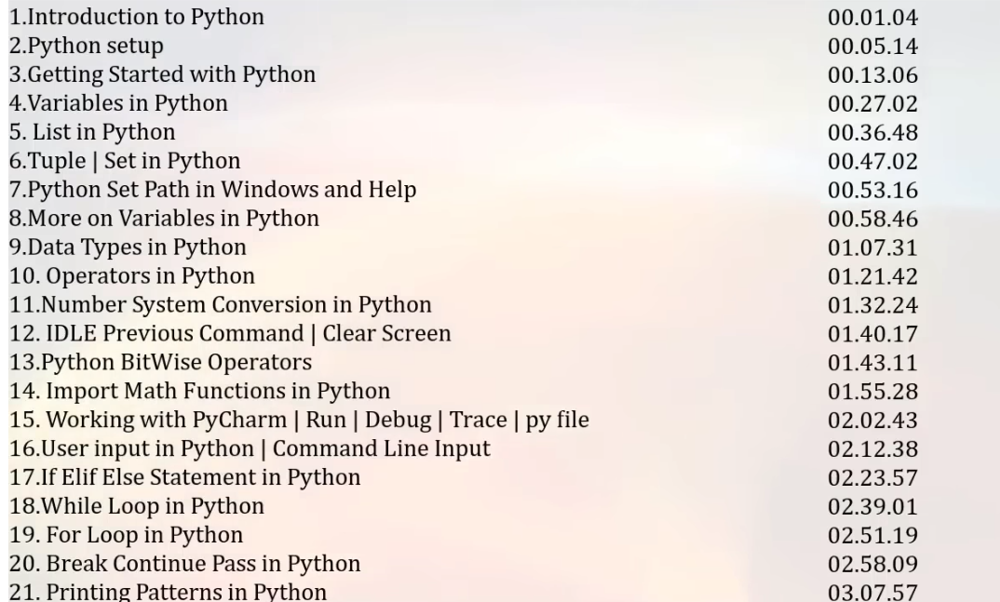 1.Introduction to Python 00.01.04
2.Python setup 00.05.14
3.Getting Started with Python 00.13.06
4.Variables in Python 00.27.02
5. List in Python 00.36.48
6.Tuple | Set in Python 00.47.02
7.Python Set Path in Windows and Help 00.53.16
8.More on Variables in Python 00.58.46
9.Data Types in Python 01.07.31
10. Operators in Python 01.21.42
11.Number System Conversion in Python 01.32.24
12. IDLE Previous Command | Clear Screen 01.40.17
13.Python BitWise Operators 01.43.11
14. Import Math Functions in Python 01.55.28
15. Working with PyCharm | Run | Debug | Trace | py file 02.02.43
16.User input in Python | Command Line Input 02.12.38
17.If Elif Else Statement in Python 02.23.57
18.While Loop in Python 02.39.01
19. For Loop in Python 02.51.19
20. Break Continue Pass in Python 02.58.09
21. Printing Patterns in Python 03.07.57